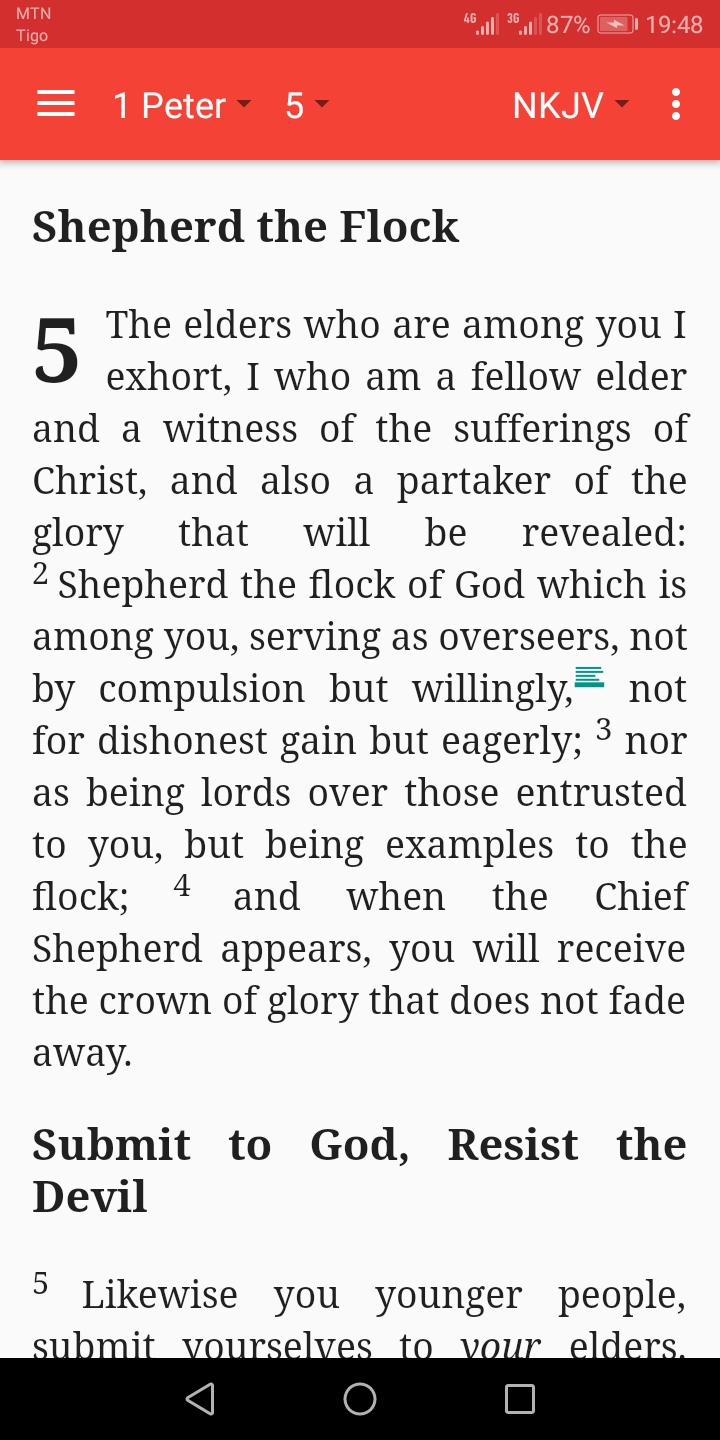 MTN
Tigo
4G 3G 87% 19:48
1 Peter 5 NKJV
Shepherd the Flock
5 The elders who are among you I
exhort, I who am a fellow elder
and a witness of the sufferings of
Christ, and also a partaker of the
glory that will be revealed:
2 Shepherd the flock of God which is
among you, serving as overseers, not
by compulsion but willingly, not
for dishonest gain but eagerly; 3 nor
as being lords over those entrusted
to you, but being examples to the
flock; 4 and when the Chief
Shepherd appears, you will receive
the crown of glory that does not fade
away.
Submit to God, Resist the
Devil
5 Likewise you younger people,
submit yourselves to your elders.